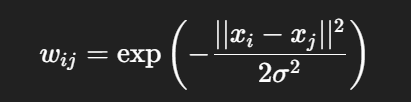 w_{ij} = \exp\left(-\frac{||x_i - x_j||^2}{2\sigma^2}\right)